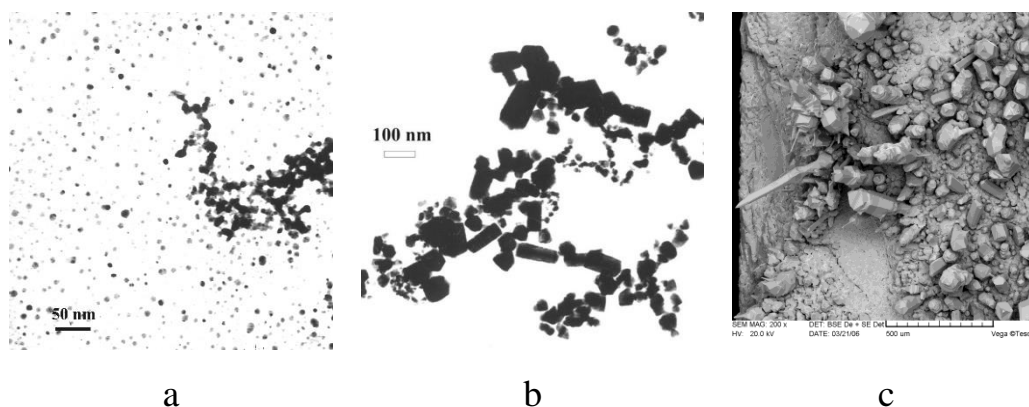 50 nm
100 nm
SEM MAG: 200 x DET: BSE De + SE Det
HV: 20.0 kV DATE: 03/21/06 500 um Vega ©Tesc
a b c